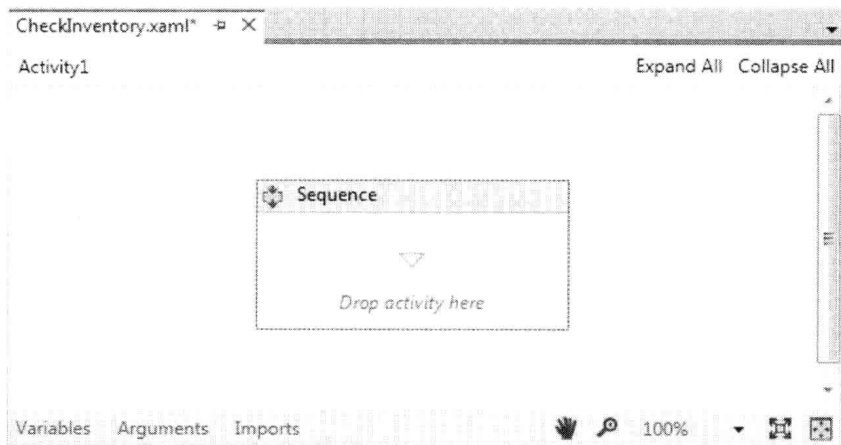 CheckInventory.xaml*
Activity1 Expand All Collapse All
Sequence
Drop activity here
Variables Arguments Imports 100%